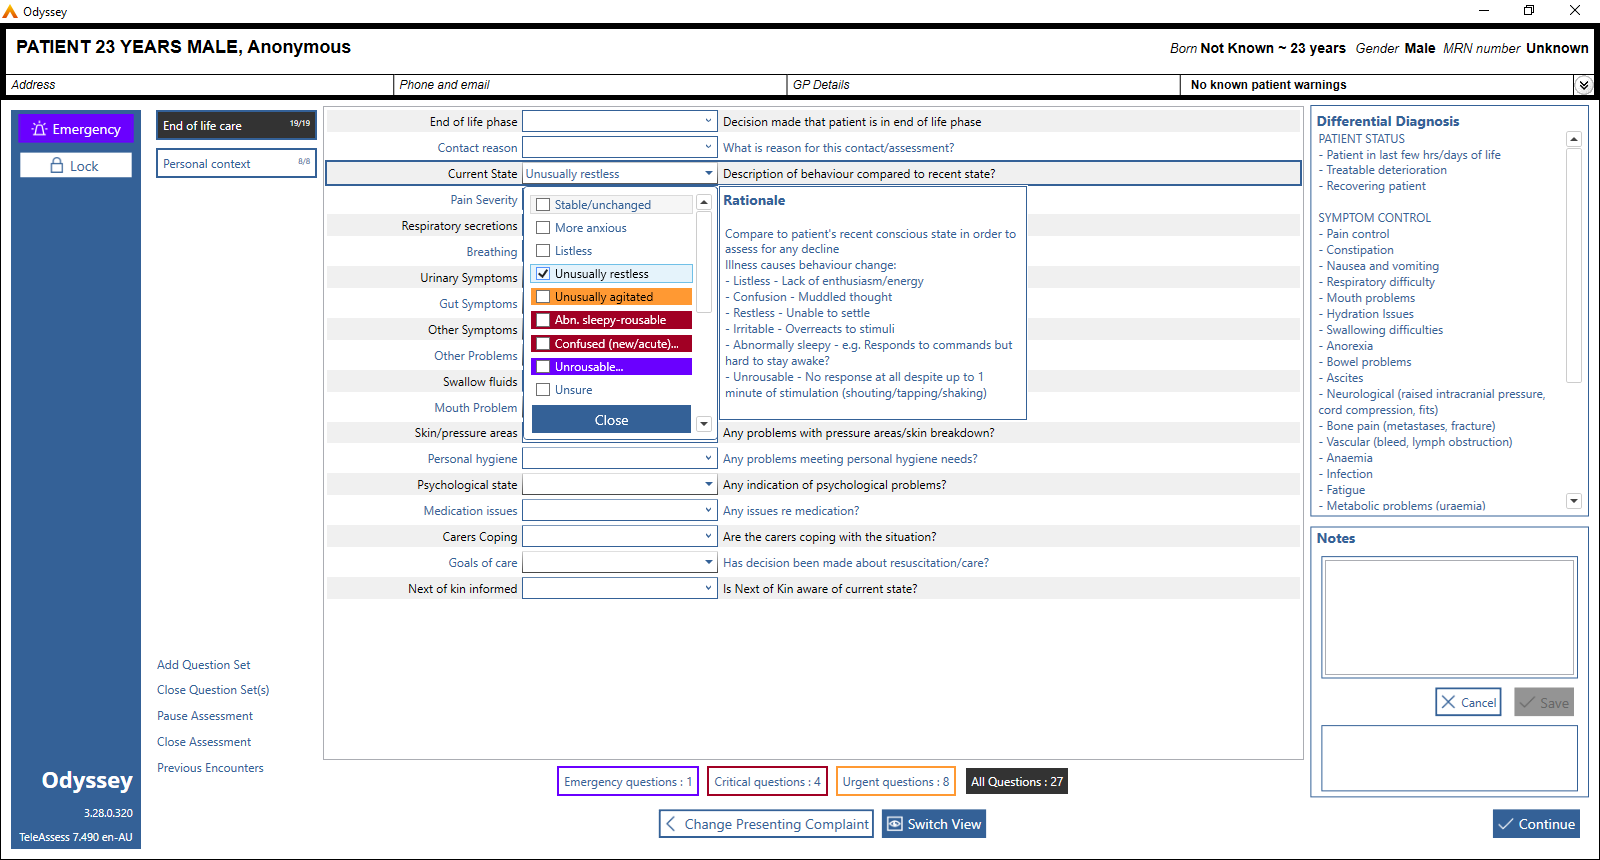 Odyssey
PATIENT 23 YEARS MALE, Anonymous
Born Not Known ~ 23 years Gender Male MRN number Unknown
Address
Phone and email
GP Details
No known patient warnings
Emergency
Lock
End of life care 19/19
Personal context 8/8
End of life phase
Decision made that patient is in end of life phase
Contact reason
What is reason for this contact/assessment?
Current State
Unusually restless
Description of behaviour compared to recent state?
Pain Severity
Respiratory secretions
Breathing
Urinary Symptoms
Gut Symptoms
Other Symptoms
Other Problems
Swallow fluids
Mouth Problem
Stable/unchanged
More anxious
Listless
Unusually restless
Unusually agitated
Abn. sleepy-rousable
Confused (new/acute)...
Unrousable...
Unsure
Close
Rationale
Compare to patient's recent conscious state in order to
assess for any decline
Illness causes behaviour change:
- Listless - Lack of enthusiasm/energy
- Confusion - Muddled thought
- Restless - Unable to settle
- Irritable - Overreacts to stimuli
- Abnormally sleepy - e.g. Responds to commands but
hard to stay awake?
- Unrousable - No response at all despite up to 1
minute of stimulation (shouting/tapping/shaking)
Skin/pressure areas
Any problems with pressure areas/skin breakdown?
Personal hygiene
Any problems meeting personal hygiene needs?
Psychological state
Any indication of psychological problems?
Medication issues
Any issues re medication?
Carers Coping
Are the carers coping with the situation?
Goals of care
Has decision been made about resuscitation/care?
Next of kin informed
Is Next of Kin aware of current state?
Differential Diagnosis
PATIENT STATUS
- Patient in last few hrs/days of life
- Treatable deterioration
- Recovering patient
SYMPTOM CONTROL
- Pain control
- Constipation
- Nausea and vomiting
- Respiratory difficulty
- Mouth problems
- Hydration Issues
- Swallowing difficulties
- Anorexia
- Bowel problems
- Ascites
- Neurological (raised intracranial pressure,
cord compression, fits)
- Bone pain (metastases, fracture)
- Vascular (bleed, lymph obstruction)
- Anaemia
- Infection
- Fatigue
- Metabolic problems (uraemia)
Notes
Cancel
Save
Add Question Set
Close Question Set(s)
Pause Assessment
Close Assessment
Previous Encounters
Odyssey
3.28.0.320
TeleAssess 7.490 en-AU
Emergency questions : 1
Critical questions : 4
Urgent questions : 8
All Questions : 27
Change Presenting Complaint
Switch View
Continue